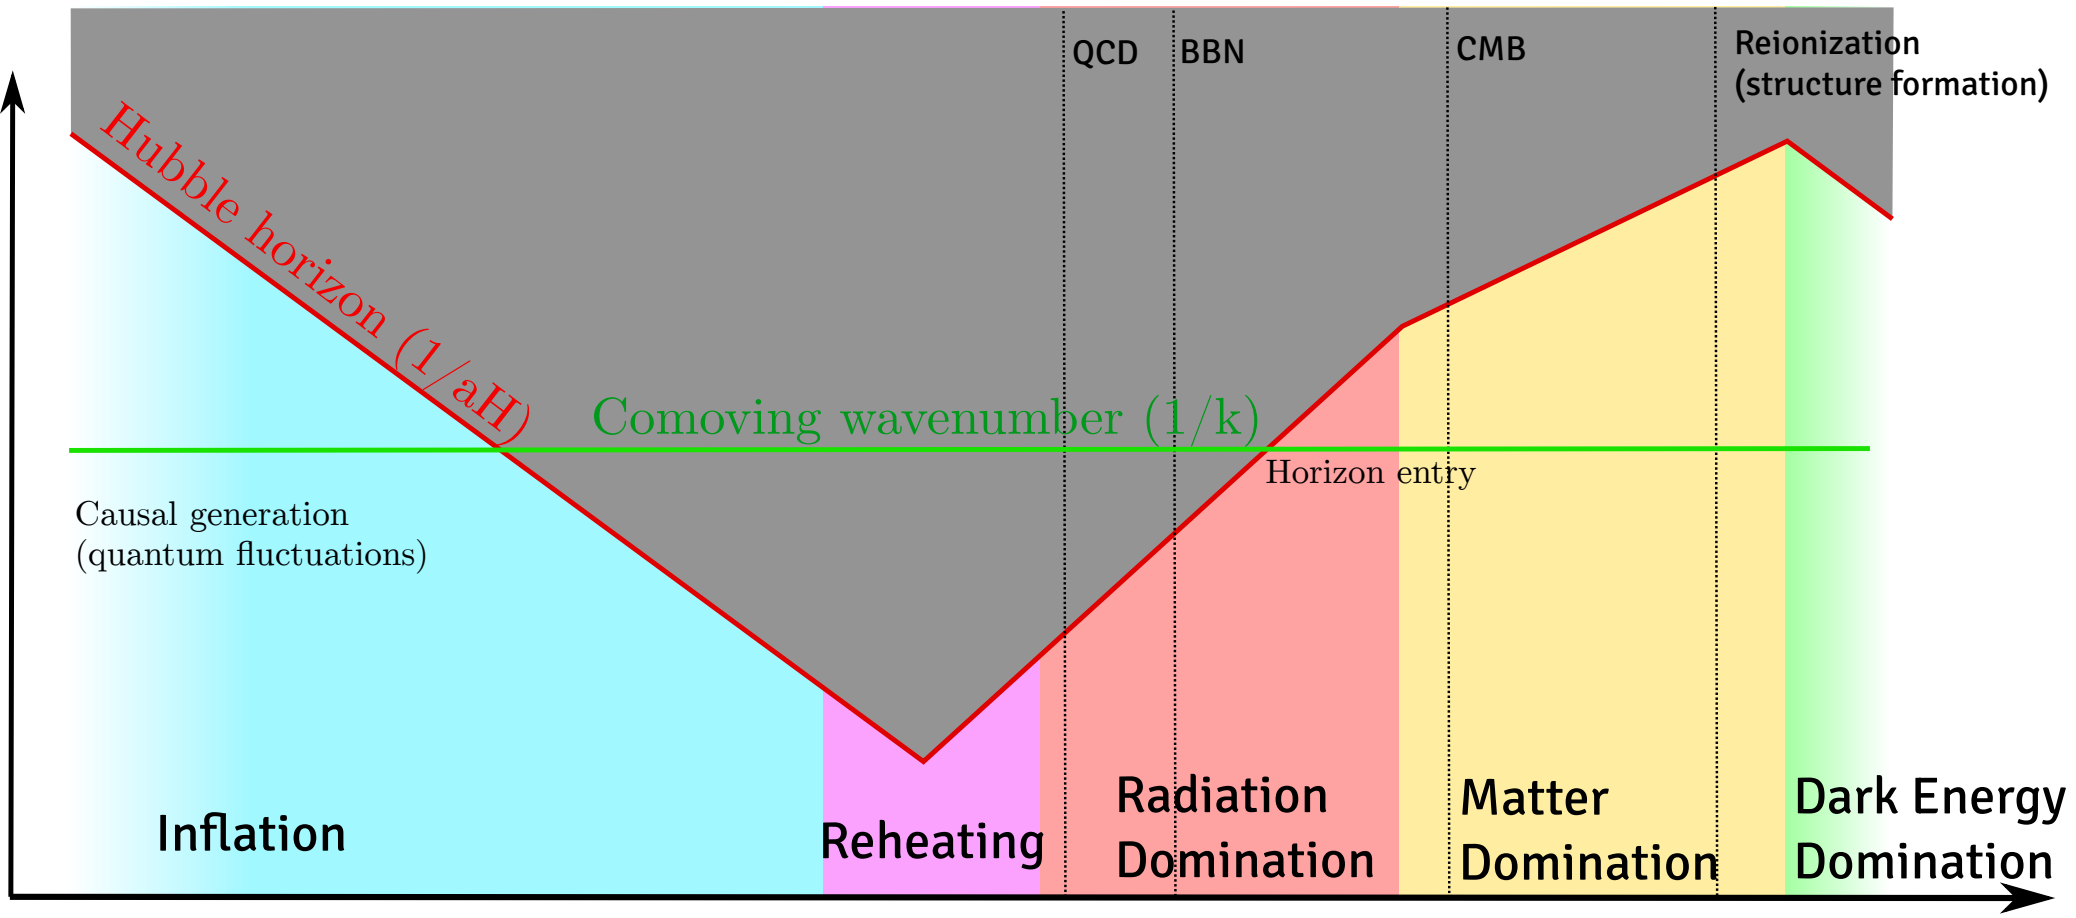 QCD
BBN
CMB
Reionization
(structure formation)
Hubble horizon (1/aH)
Comoving wavenumber (1/k)
Horizon entry
Causal generation
(quantum fluctuations)
Inflation
Reheating
Radiation
Domination
Matter
Domination
Dark Energy
Domination